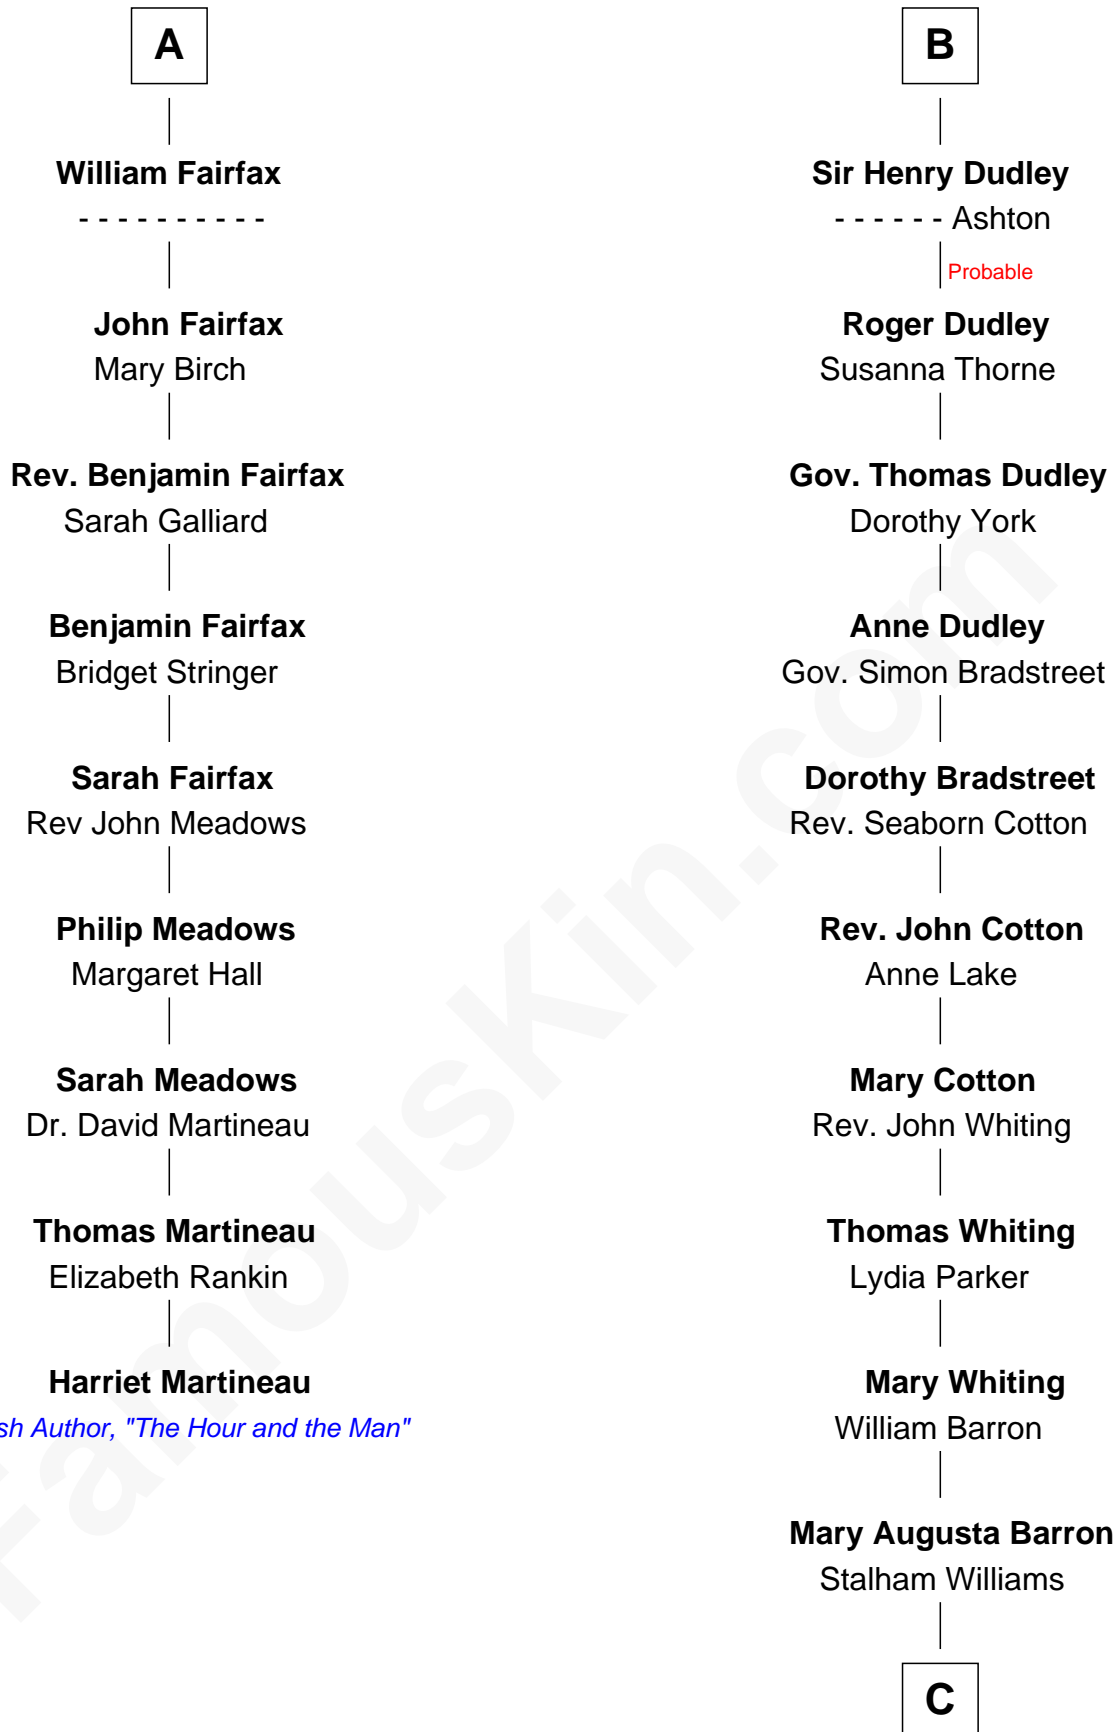 A
William Fairfax
- - - - - - - - - -
John Fairfax
Mary Birch
Rev. Benjamin Fairfax
Sarah Galliard
Benjamin Fairfax
Bridget Stringer
Sarah Fairfax
Rev John Meadows
Philip Meadows
Margaret Hall
Sarah Meadows
Dr. David Martineau
Thomas Martineau
Elizabeth Rankin
Harriet Martineau
sh Author, "The Hour and the Man"
B
Sir Henry Dudley
- - - - - - Ashton
Probable
Roger Dudley
Susanna Thorne
Gov. Thomas Dudley
Dorothy York
Anne Dudley
Gov. Simon Bradstreet
Dorothy Bradstreet
Rev. Seaborn Cotton
Rev. John Cotton
Anne Lake
Mary Cotton
Rev. John Whiting
Thomas Whiting
Lydia Parker
Mary Whiting
William Barron
Mary Augusta Barron
Stalham Williams
C
FamousKin.com